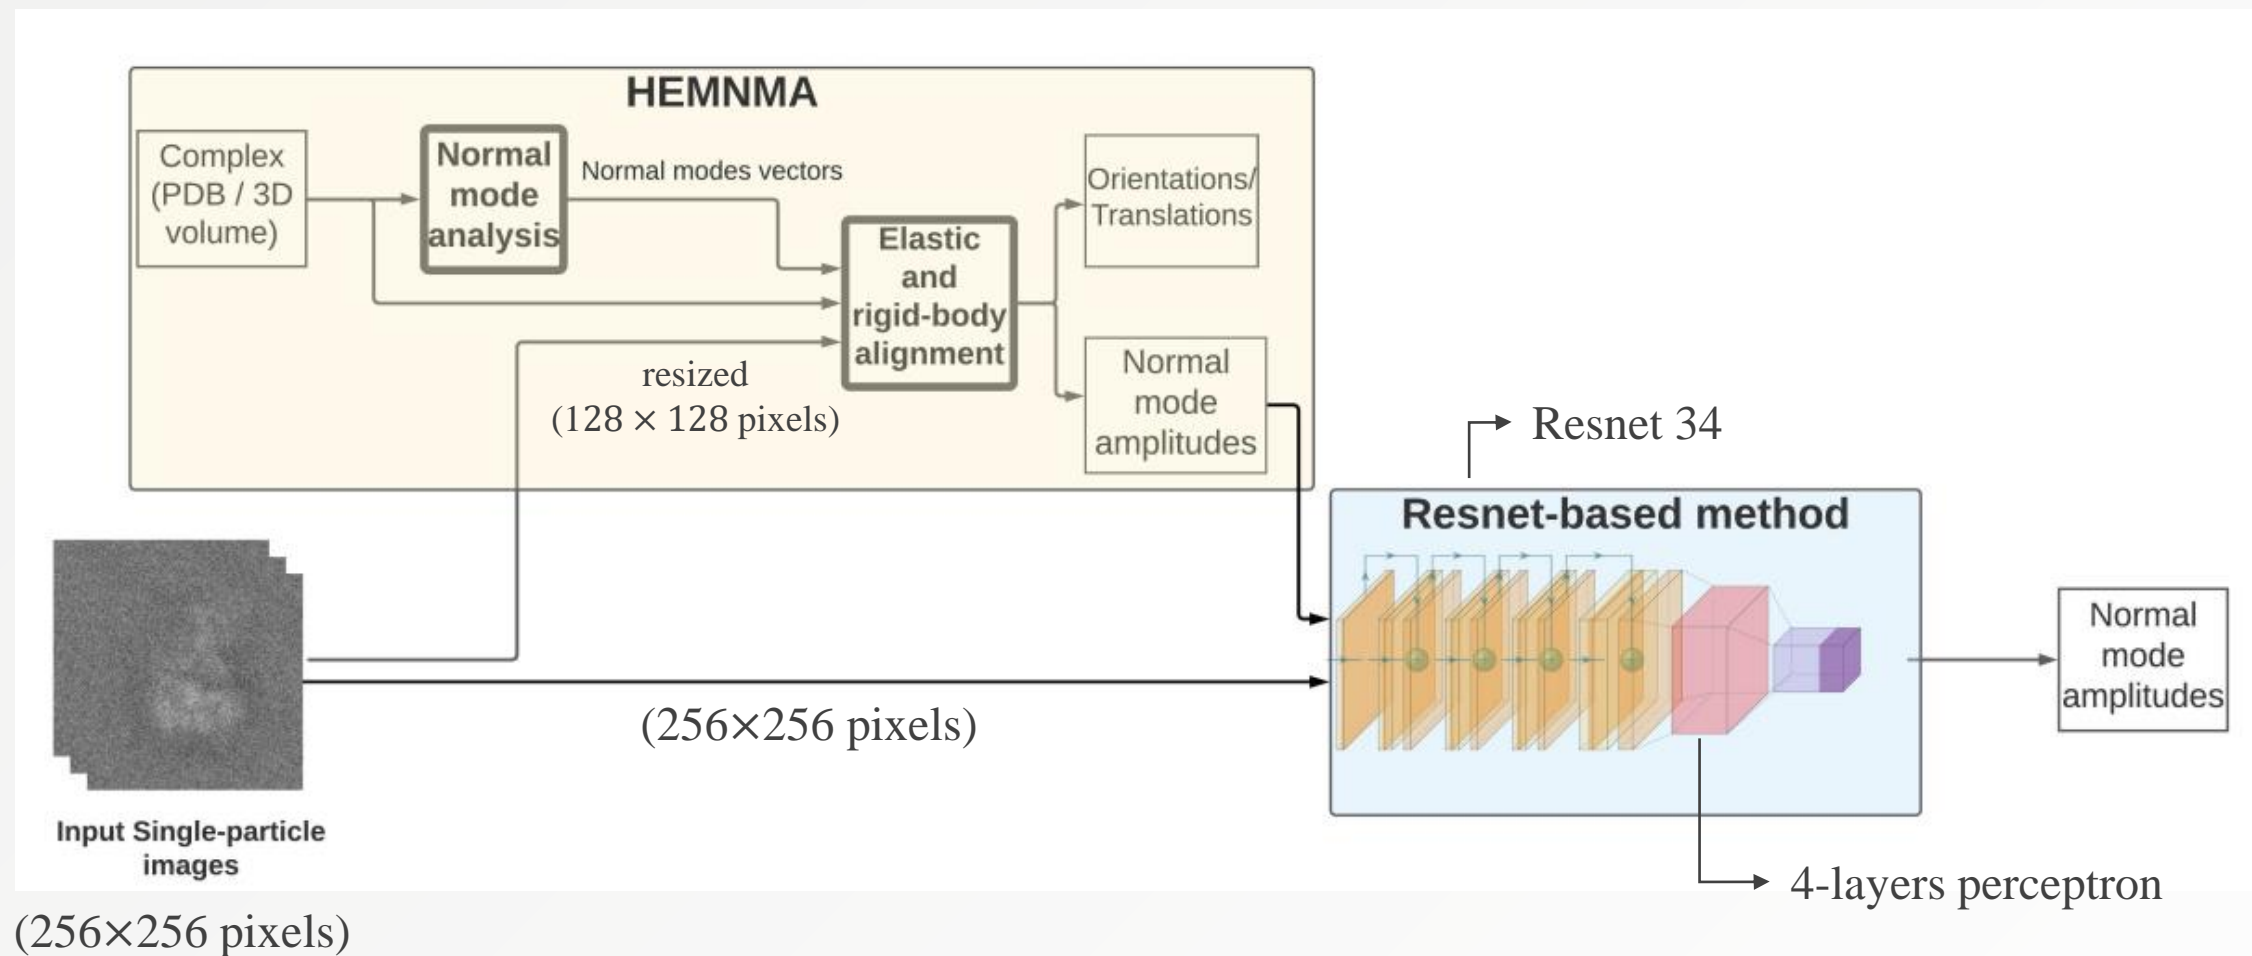 HEMNMA
Complex
(PDB / 3D
volume)
Normal
mode
analysis
Normal modes vectors
Elastic
and
rigid-body
alignment
Orientations/
Translations
resized
(128 × 128 pixels)
Normal
mode
amplitudes
Resnet 34
Resnet-based method
(256×256 pixels)
Normal
mode
amplitudes
Input Single-particle
images
4-layers perceptron
(256×256 pixels)